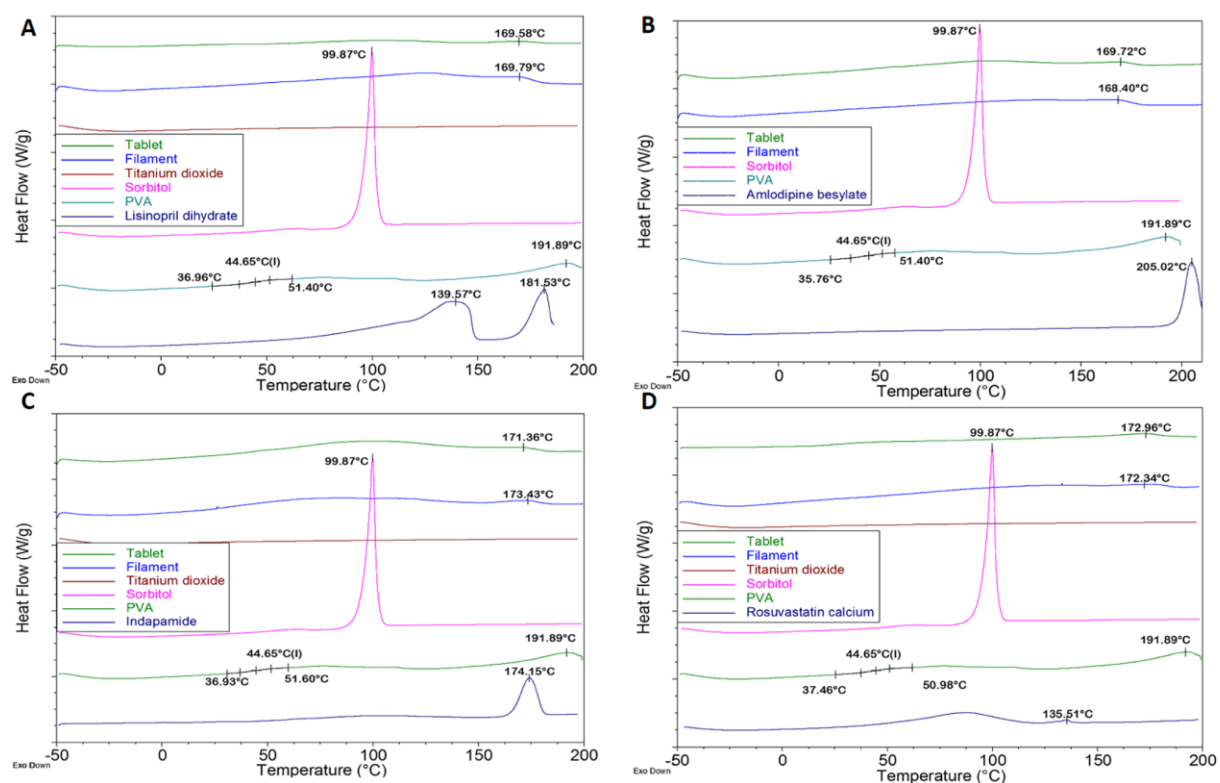 A
169.58°C
99.87°C
169.79°C
Tablet
Filament
Titanium dioxide
Sorbitol
PVA
Lisinopril dihydrate
191.89°C
44.65°C(I)
36.96°C
51.40°C
139.57°C
181.53°C
Heat Flow (W/g)
-50
0
50
100
150
200
Exo Down
Temperature (°C)
B
99.87°C
169.72°C
168.40°C
Tablet
Filament
Sorbitol
PVA
Amlodipine besylate
191.89°C
44.65°C(I)
35.76°C
51.40°C
205.02°C
Heat Flow (W/g)
-50
0
50
100
150
200
Exo Down
Temperature (°C)
C
171.36°C
99.87°C
173.43°C
Tablet
Filament
Titanium dioxide
Sorbitol
PVA
Indapamide
191.89°C
44.65°C(I)
36.93°C
51.60°C
174.15°C
Heat Flow (W/g)
-50
0
50
100
150
200
Exo Down
Temperature (°C)
D
99.87°C
172.96°C
172.34°C
Tablet
Filament
Titanium dioxide
Sorbitol
PVA
Rosuvastatin calcium
191.89°C
44.65°C(I)
37.46°C
50.98°C
135.51°C
Heat Flow (W/g)
-50
0
50
100
150
200
Exo Down
Temperature (°C)